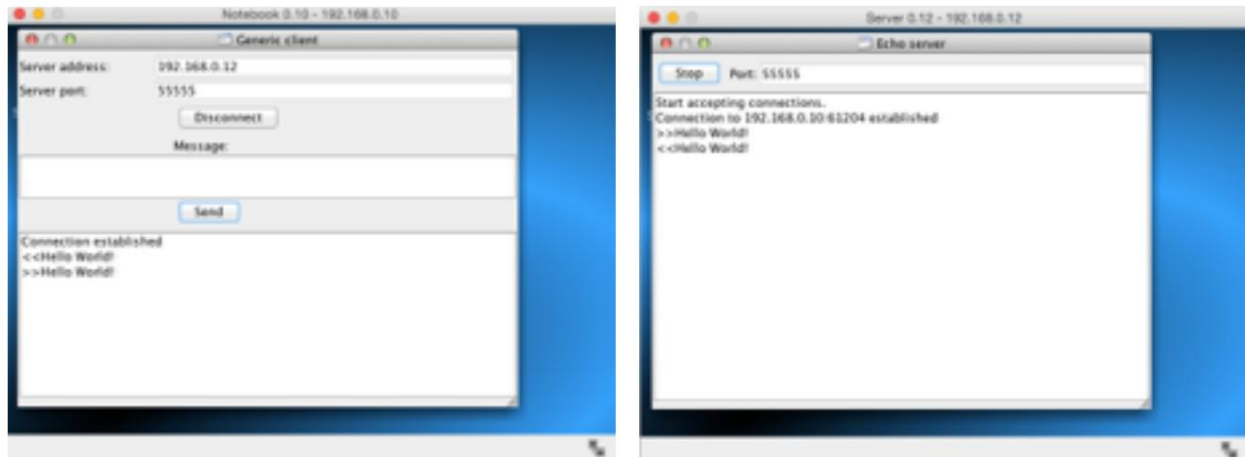 Notebook 0.10 - 192.168.0.10
Generic client
Server address: 192.168.0.12
Server port: 55555
Disconnect
Message:
Send
Connection established
<<Hello World!
>>Hello World!
Server 0.12 - 192.168.0.12
Echo server
Stop Port: 55555
Start accepting connections.
Connection to 192.168.0.10:61204 established
>>Hello World!
<<Hello World!